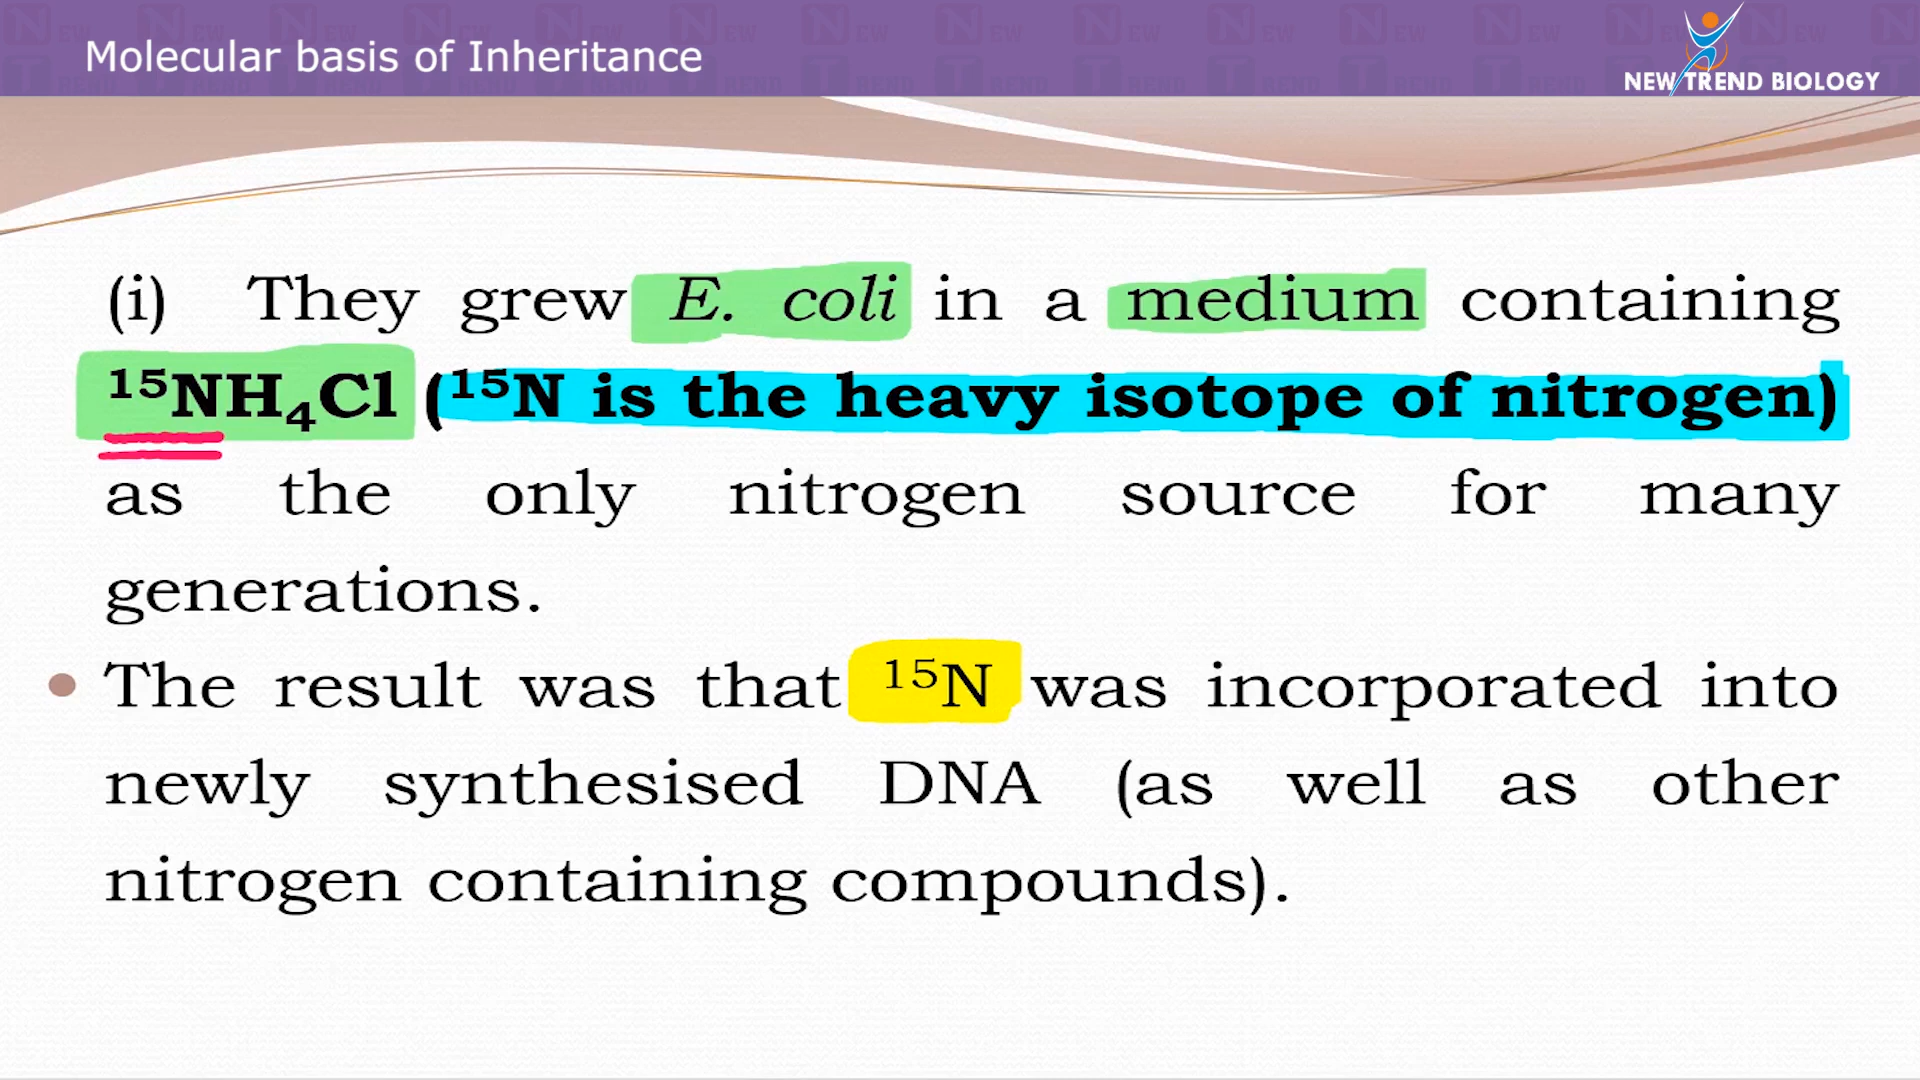 Molecular basis of Inheritance
NEW TREND BIOLOGY
(i) They grew E. coli in a medium containing
¹⁵NH₄Cl (¹⁵N is the heavy isotope of nitrogen)
as the only nitrogen source for many
generations.
• The result was that ¹⁵N was incorporated into
newly synthesised DNA (as well as other
nitrogen containing compounds).